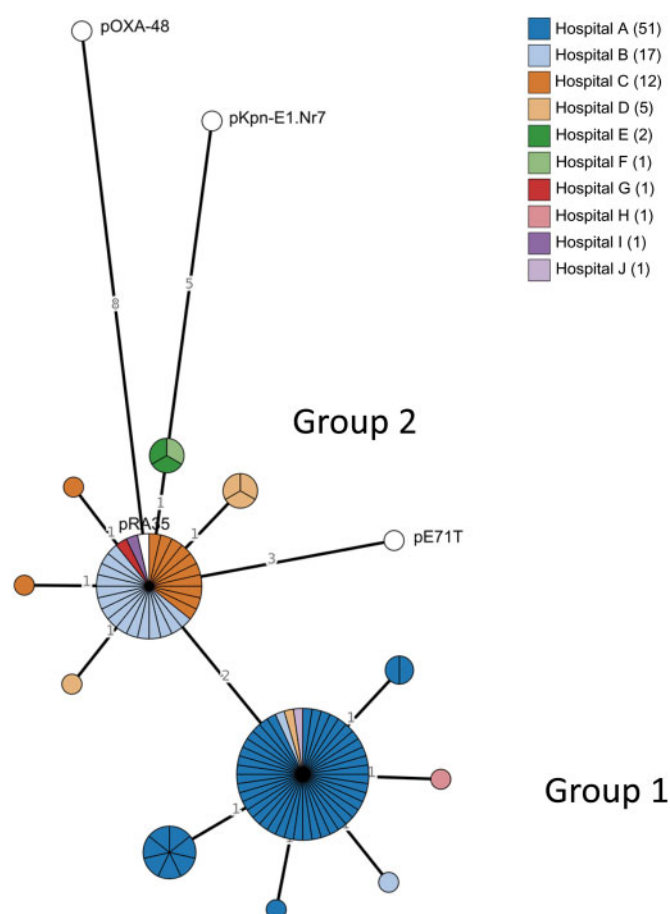 pOXA-48
pKpn-E1.Nr7
Hospital A (51)
Hospital B (17)
Hospital C (12)
Hospital D (5)
Hospital E (2)
Hospital F (1)
Hospital G (1)
Hospital H (1)
Hospital I (1)
Hospital J (1)
5
8
Group 2
1
pRA35
1
1
pE71T
3
1
1
2
1
1
Group 1
1